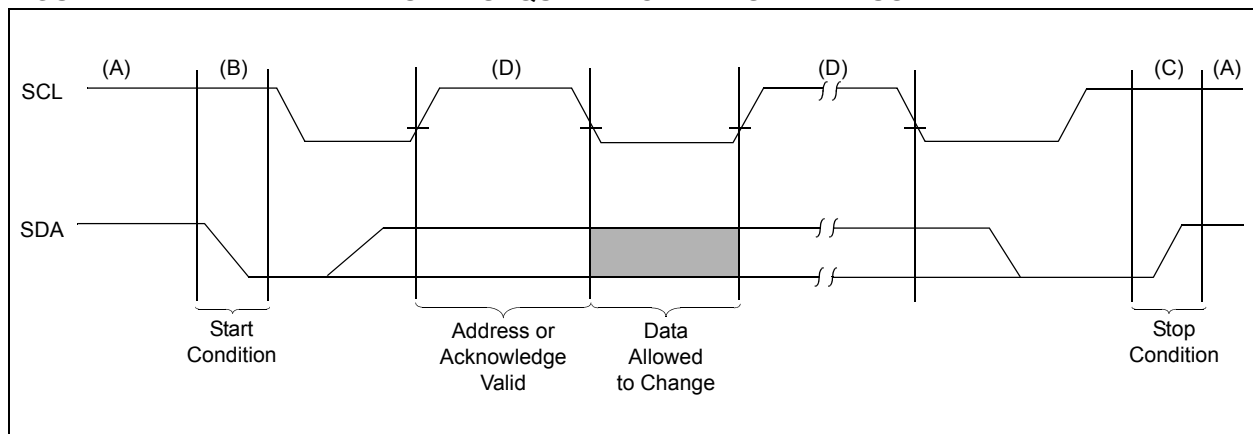 (A) (B) (D) (D) (C) (A)
SCL
SDA
Start
Condition
Address or
Acknowledge
Valid
Data
Allowed
to Change
Stop
Condition